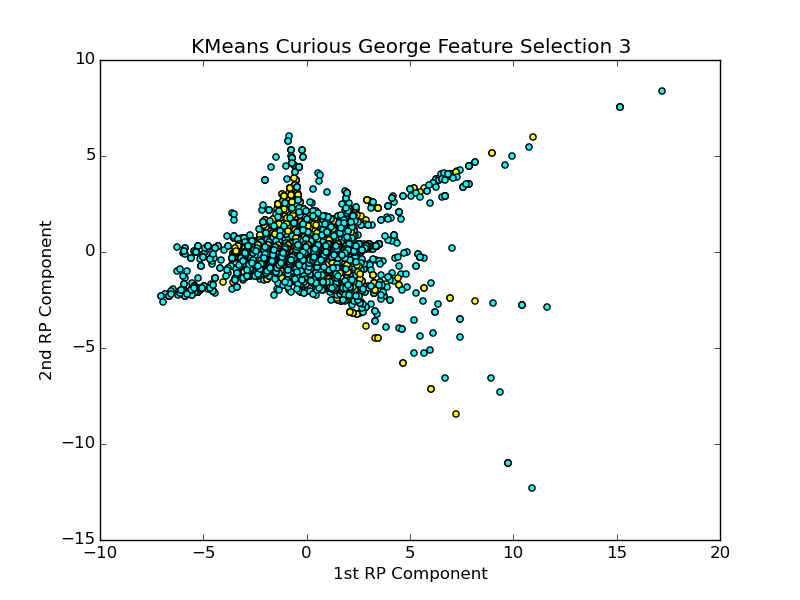 KMeans Curious George Feature Selection 3
10
5
0
−5
−10
−15
2nd RP Component
−10 −5 0 5 10 15 20
1st RP Component